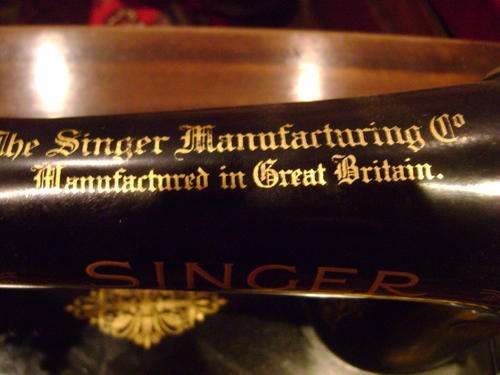 The Singer Manufacturing Co
Manufactured in Great Britain.
SINGER